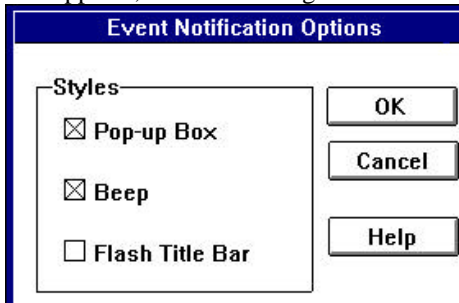 Event Notification Options
Styles
Pop-up Box
Beep
Flash Title Bar
OK
Cancel
Help